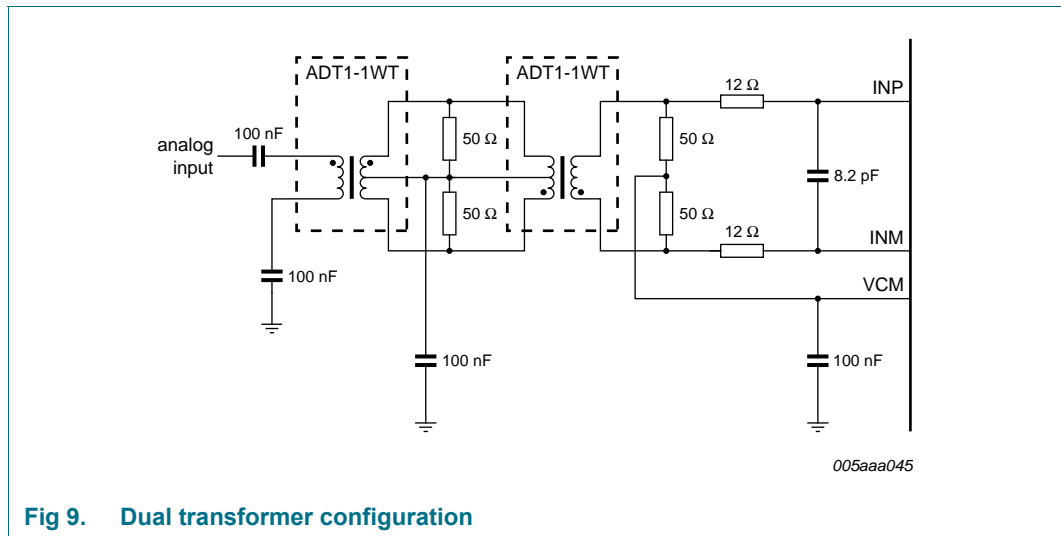 ADT1-1WT
ADT1-1WT
12 Ω
INP
100 nF
analog
input
50 Ω
50 Ω
8.2 pF
50 Ω
50 Ω
12 Ω
INM
VCM
100 nF
100 nF
100 nF
005aaa045
Fig 9. Dual transformer configuration